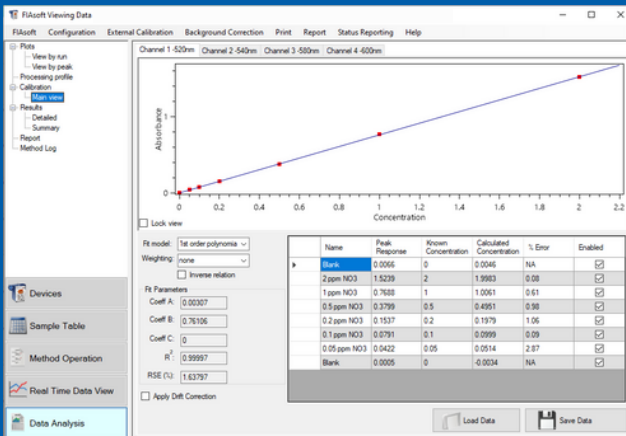 FIAsoft Viewing Data
FIAsoft Configuration External Calibration Background Correction Print Report Status Reporting Help
Plots
View by run
View by peak
Processing profile
Calibration
Main view
Results
Detailed
Summary
Report
Method Log
Devices
Sample Table
Method Operation
Real Time Data View
Data Analysis
Channel 1 -520nm Channel 2 -540nm Channel 3 -580nm Channel 4 -600nm
Absorbance
1
0
0 0.2 0.4 0.6 0.8 1 1.2 1.4 1.6 1.8 2 2.2
Concentration
Lock view
Fit model: 1st order polynomia
Weighting: none
Inverse relation
Fit Parameters
Coeff A: 0.00307
Coeff B: 0.76106
Coeff C: 0
R2: 0.99997
RSE (%): 1.63797
Apply Drift Correction
Name Peak Response Known Concentration Calculated Concentration % Error Enabled
Blank 0.0066 0 0.0046 NA
2 ppm NO3 1.5239 2 1.9983 0.08
1 ppm NO3 0.7688 1 1.0061 0.61
0.5 ppm NO3 0.3799 0.5 0.4951 0.98
0.2 ppm NO3 0.1537 0.2 0.1979 1.06
0.1 ppm NO3 0.0791 0.1 0.0999 0.09
0.05 ppm NO3 0.0422 0.05 0.0514 2.87
Blank 0.0005 0 -0.0034 NA
Load Data
Save Data